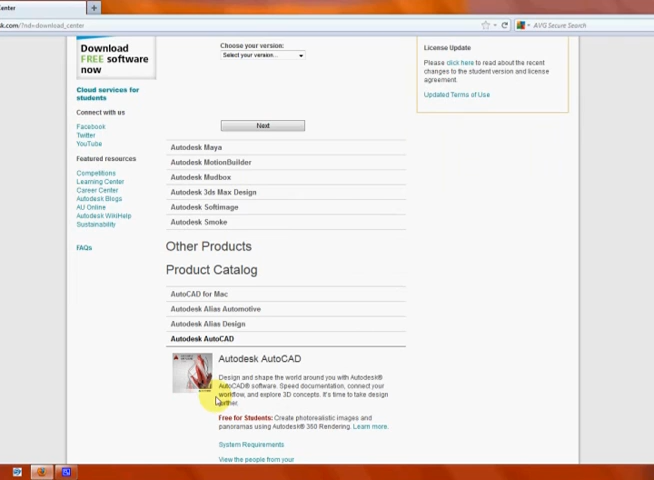 Center
sk.com/?nd=download_center
AVG Secure Search
Download
FREE software
now
Cloud services for
students
Connect with us
Facebook
Twitter
YouTube
Featured resources
Competitions
Learning Center
Career Center
Autodesk Blogs
AU Online
Autodesk WikiHelp
Sustainability
FAQs
Choose your version:
Select your version...
Next
Autodesk Maya
Autodesk MotionBuilder
Autodesk Mudbox
Autodesk 3ds Max Design
Autodesk Softimage
Autodesk Smoke
Other Products
Product Catalog
AutoCAD for Mac
Autodesk Alias Automotive
Autodesk Alias Design
Autodesk AutoCAD
Autodesk AutoCAD
Design and shape the world around you with Autodesk®
AutoCAD® software. Speed documentation, connect your
workflow, and explore 3D concepts. It's time to take design
further.
Free for Students: Create photorealistic images and
panoramas using Autodesk® 360 Rendering. Learn more.
System Requirements
View the people from your
License Update
Please click here to read about the recent
changes to the student version and license
agreement.
Updated Terms of Use